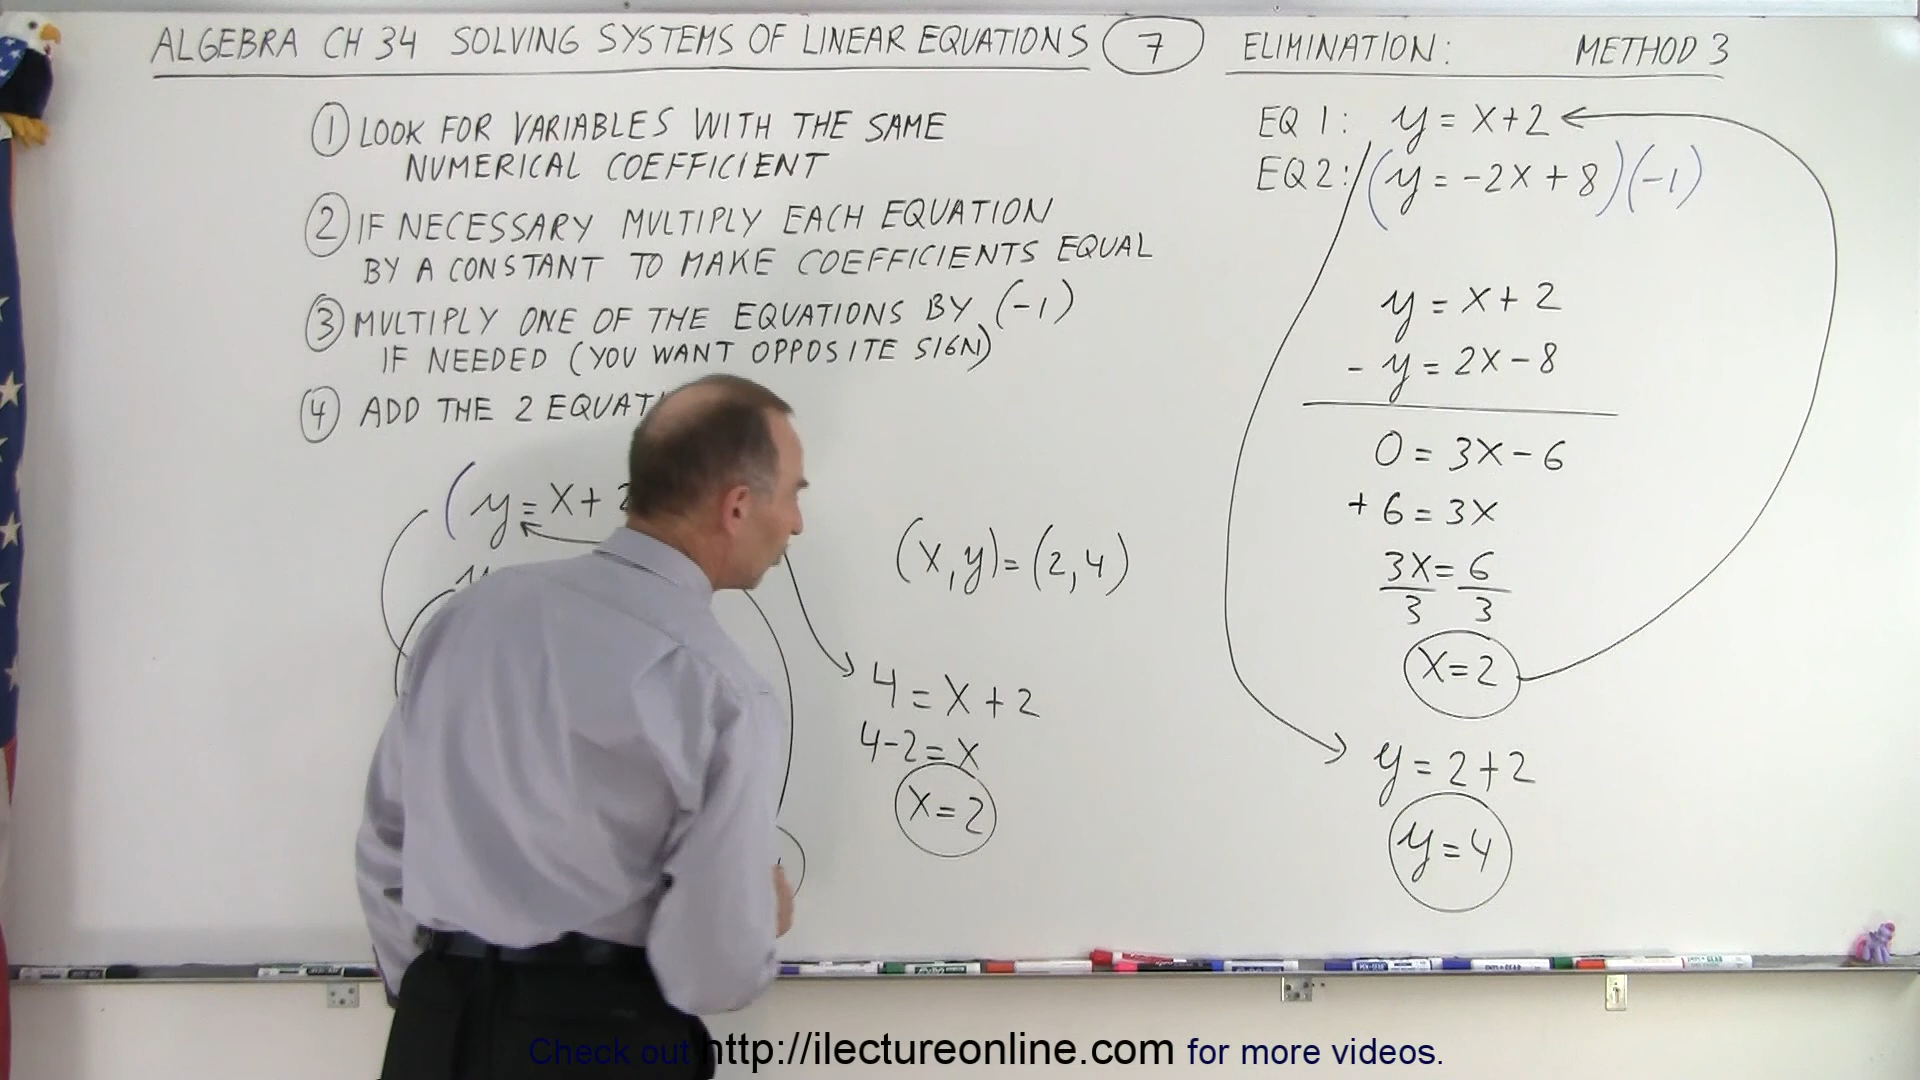 ALGEBRA CH 34 SOLVING SYSTEMS OF LINEAR EQUATIONS 7 ELIMINATION: METHOD 3
① LOOK FOR VARIABLES WITH THE SAME
NUMERICAL COEFFICIENT
② IF NECESSARY MULTIPLY EACH EQUATION
BY A CONSTANT TO MAKE COEFFICIENTS EQUAL
③ MULTIPLY ONE OF THE EQUATIONS BY (-1)
IF NEEDED (YOU WANT OPPOSITE SIGN)
④ ADD THE 2
(y = x +
(x,y) = (2,4)
4 = x + 2
4-2 = x
x = 2
EQ 1: y = x+2
EQ 2: (y = -2x + 8)(-1)
y = x + 2
- y = 2x - 8
0 = 3x - 6
+ 6 = 3x
3x = 6
3 3
x = 2
y = 2+2
y = 4
Check out http://ilectureonline.com for more videos.